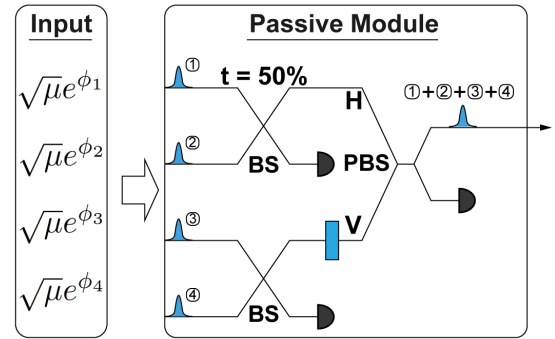 Input
√μe^ϕ1
√μe^ϕ2
√μe^ϕ3
√μe^ϕ4
Passive Module
①
t = 50%
②
BS
H
PBS
①+②+③+④
③
V
④
BS